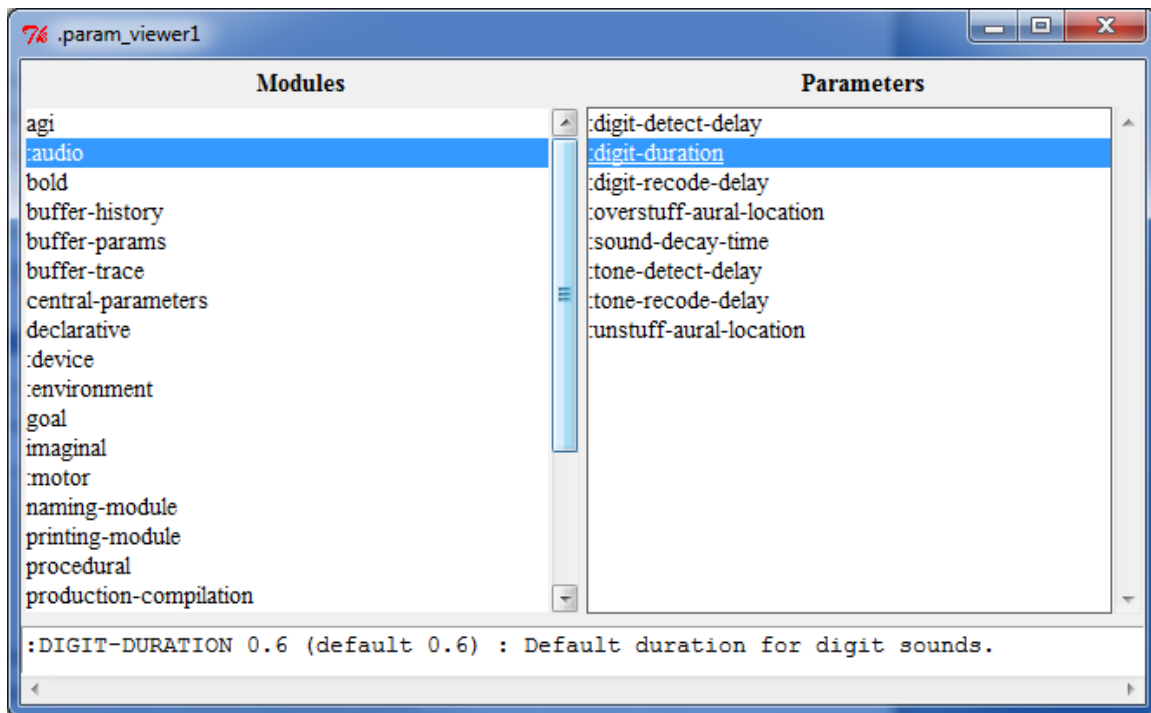 .param_viewer1
Modules
agi
:audio
bold
buffer-history
buffer-params
buffer-trace
central-parameters
declarative
:device
:environment
goal
imaginal
:motor
naming-module
printing-module
procedural
production-compilation
Parameters
:digit-detect-delay
:digit-duration
:digit-recode-delay
:overstuff-aural-location
:sound-decay-time
:tone-detect-delay
:tone-recode-delay
:unstuff-aural-location
:DIGIT-DURATION 0.6 (default 0.6) : Default duration for digit sounds.